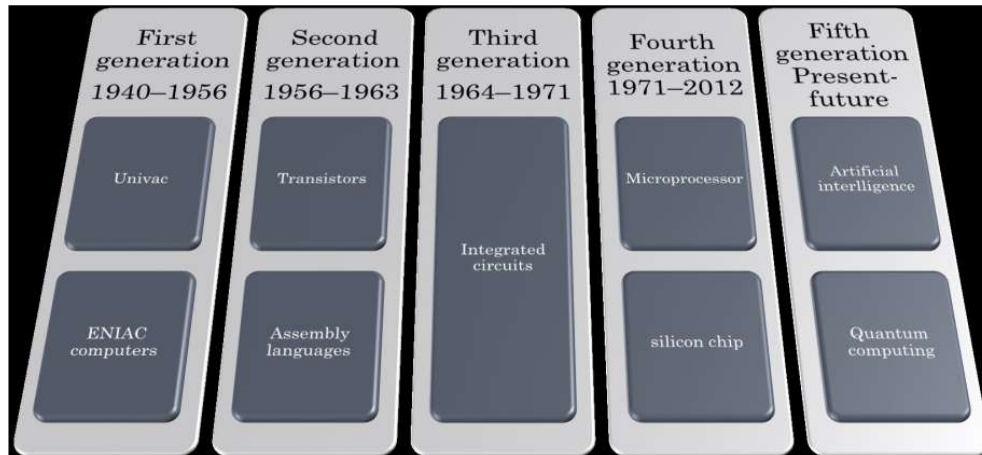 First
generation
1940–1956
Univac
ENIAC
computers
Second
generation
1956–1963
Transistors
Assembly
languages
Third
generation
1964–1971
Integrated
circuits
Fourth
generation
1971–2012
Microprocessor
silicon chip
Fifth
generation
Present-
future
Artificial
interlligence
Quantum
computing